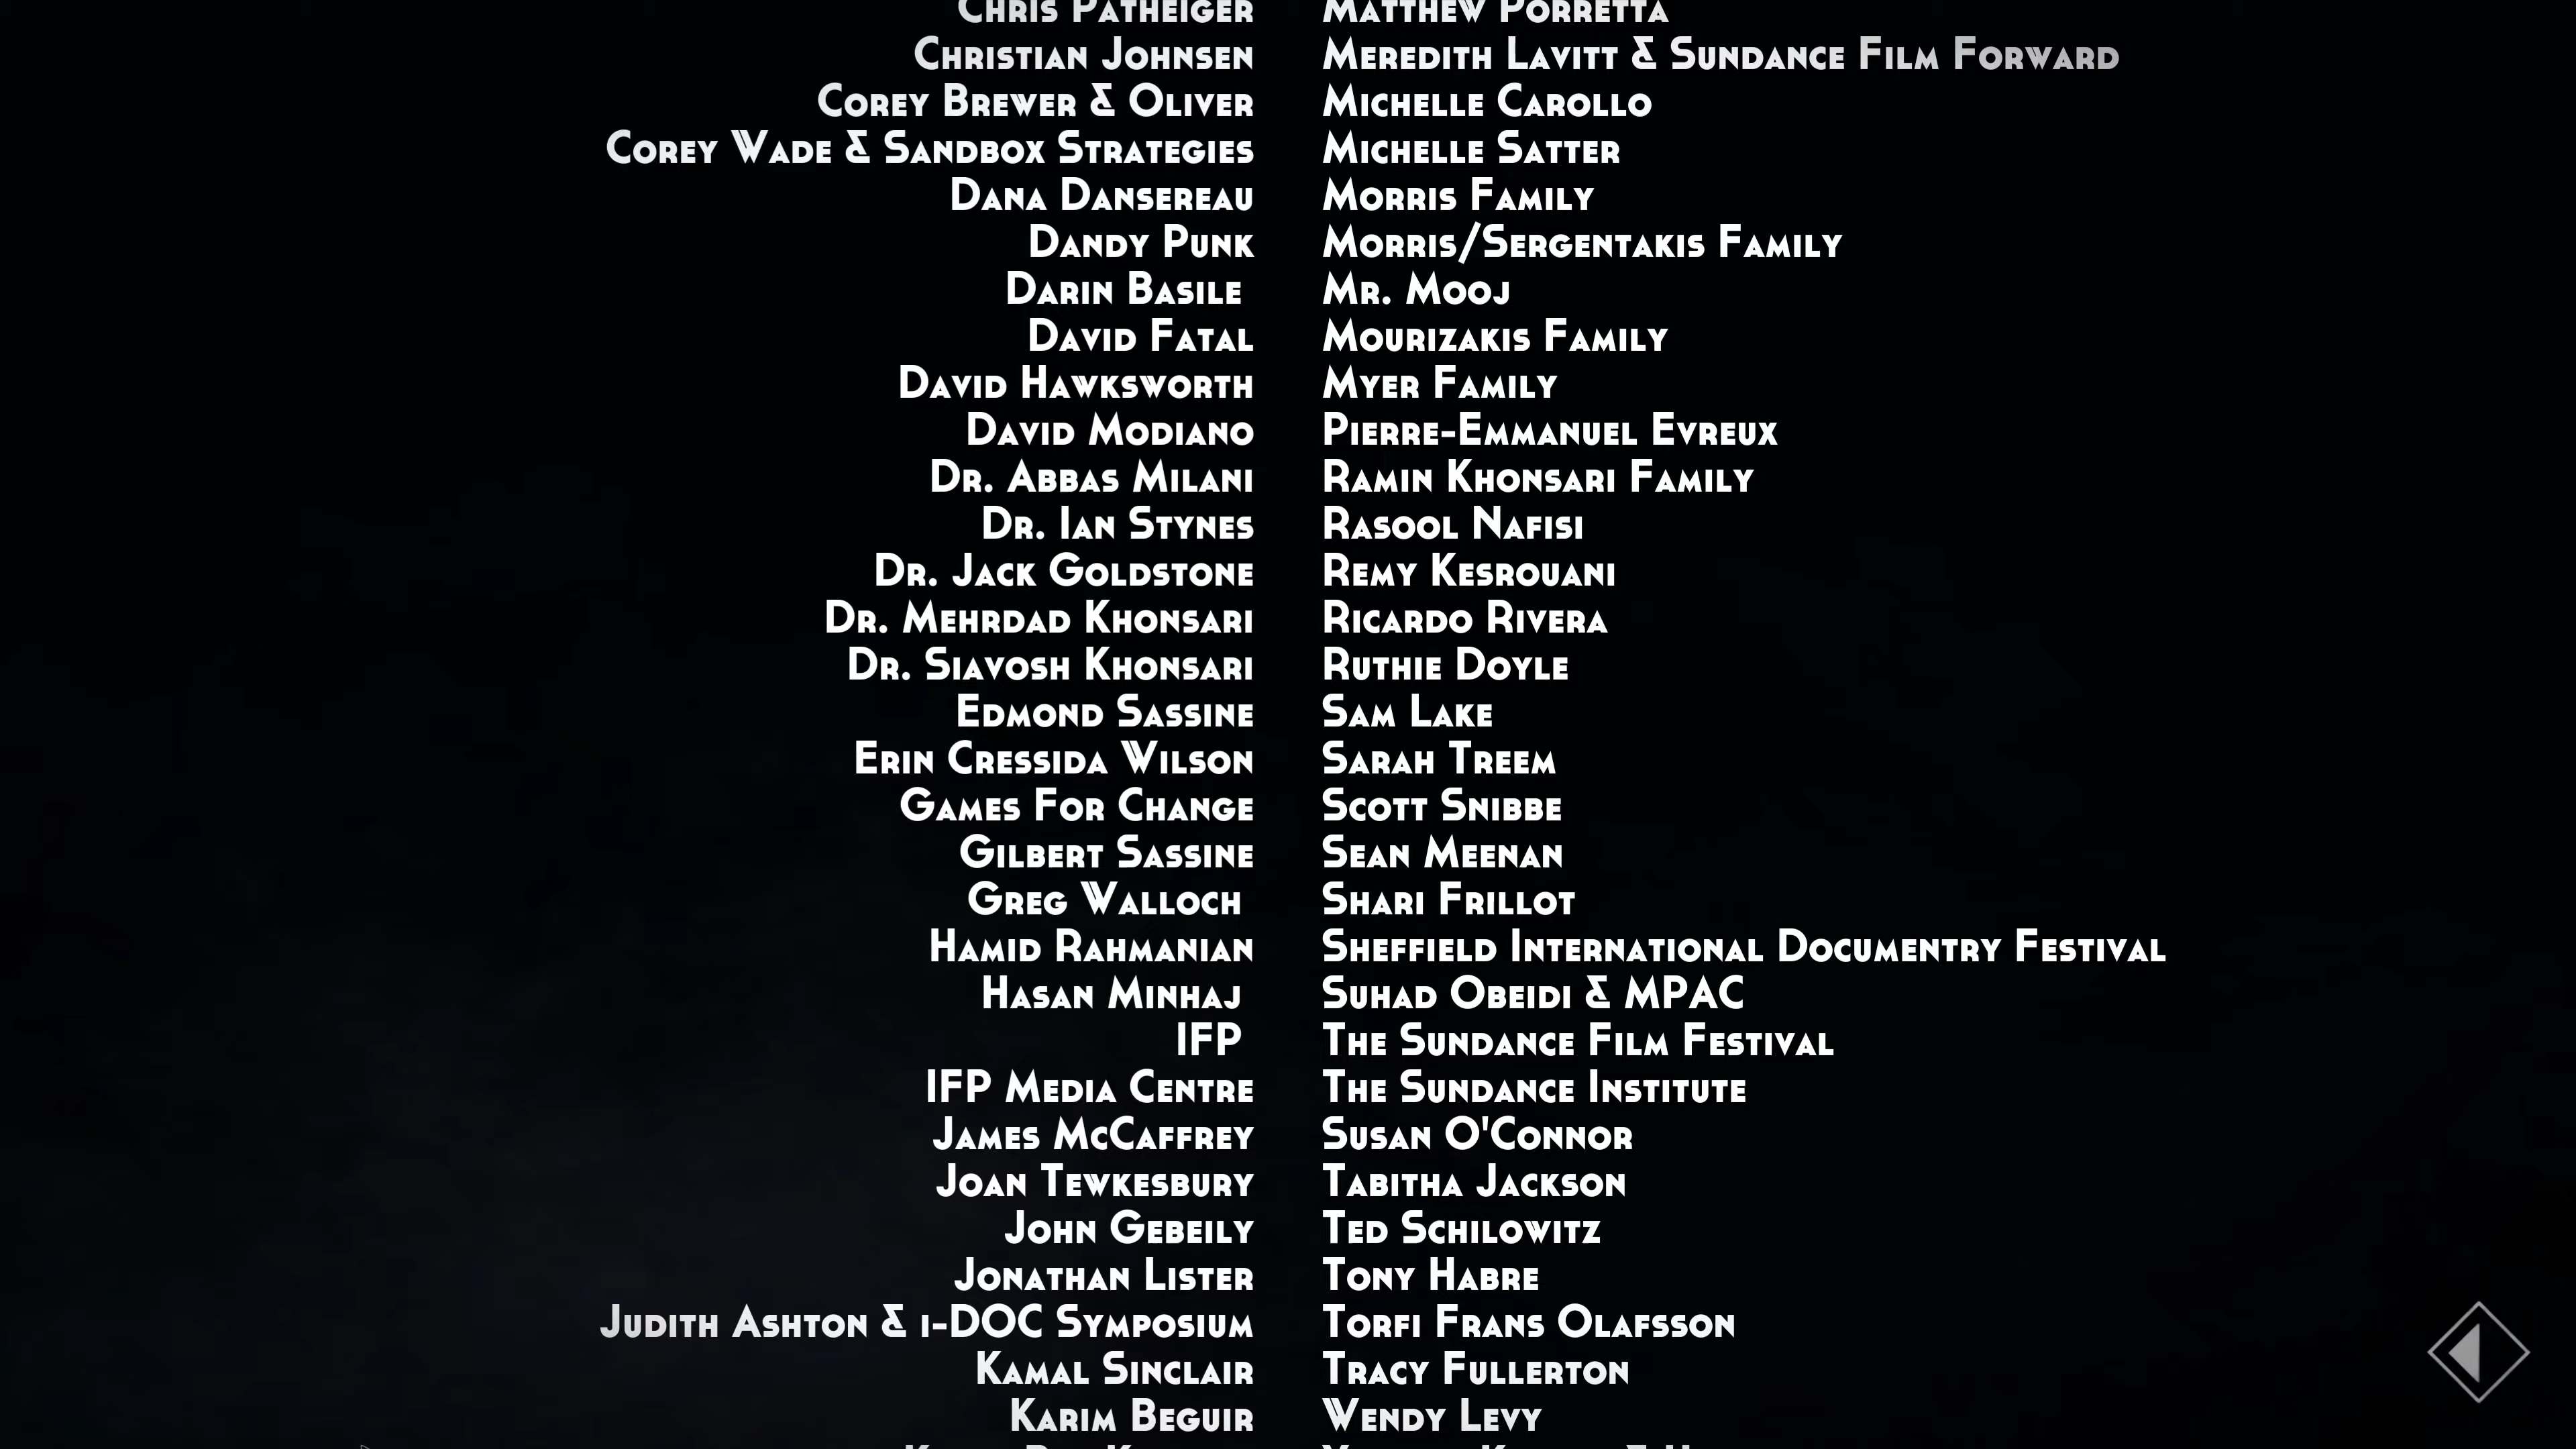 Chris Patheiger
Christian Johnsen
Corey Brewer & Oliver
Corey Wade & Sandbox Strategies
Dana Dansereau
Dandy Punk
Darin Basile
David Fatal
David Hawksworth
David Modiano
Dr. Abbas Milani
Dr. Ian Stynes
Dr. Jack Goldstone
Dr. Mehrdad Khonsari
Dr. Siavosh Khonsari
Edmond Sassine
Erin Cressida Wilson
Games For Change
Gilbert Sassine
Greg Walloch
Hamid Rahmanian
Hasan Minhaj
IFP
IFP Media Centre
James McCaffrey
Joan Tewkesbury
John Gebeily
Jonathan Lister
Judith Ashton & i-DOC Symposium
Kamal Sinclair
Karim Beguir
Matthew Porretta
Meredith Lavitt & Sundance Film Forward
Michelle Carollo
Michelle Satter
Morris Family
Morris/Sergentakis Family
Mr. Mooj
Mourizakis Family
Myer Family
Pierre-Emmanuel Evreux
Ramin Khonsari Family
Rasool Nafisi
Remy Kesrouani
Ricardo Rivera
Ruthie Doyle
Sam Lake
Sarah Treem
Scott Snibbe
Sean Meenan
Shari Frillot
Sheffield International Documentry Festival
Suhad Obeidi & MPAC
The Sundance Film Festival
The Sundance Institute
Susan O'Connor
Tabitha Jackson
Ted Schilowitz
Tony Habre
Torfi Frans Olafsson
Tracy Fullerton
Wendy Levy